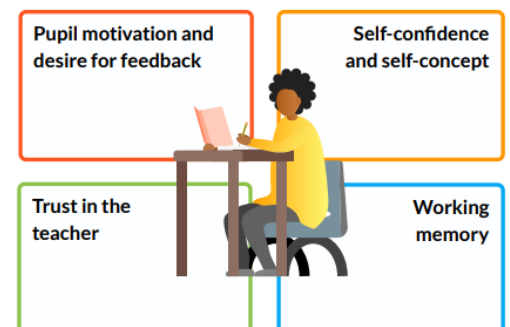 Pupil motivation and
desire for feedback
Self-confidence
and self-concept
Trust in the
teacher
Working
memory